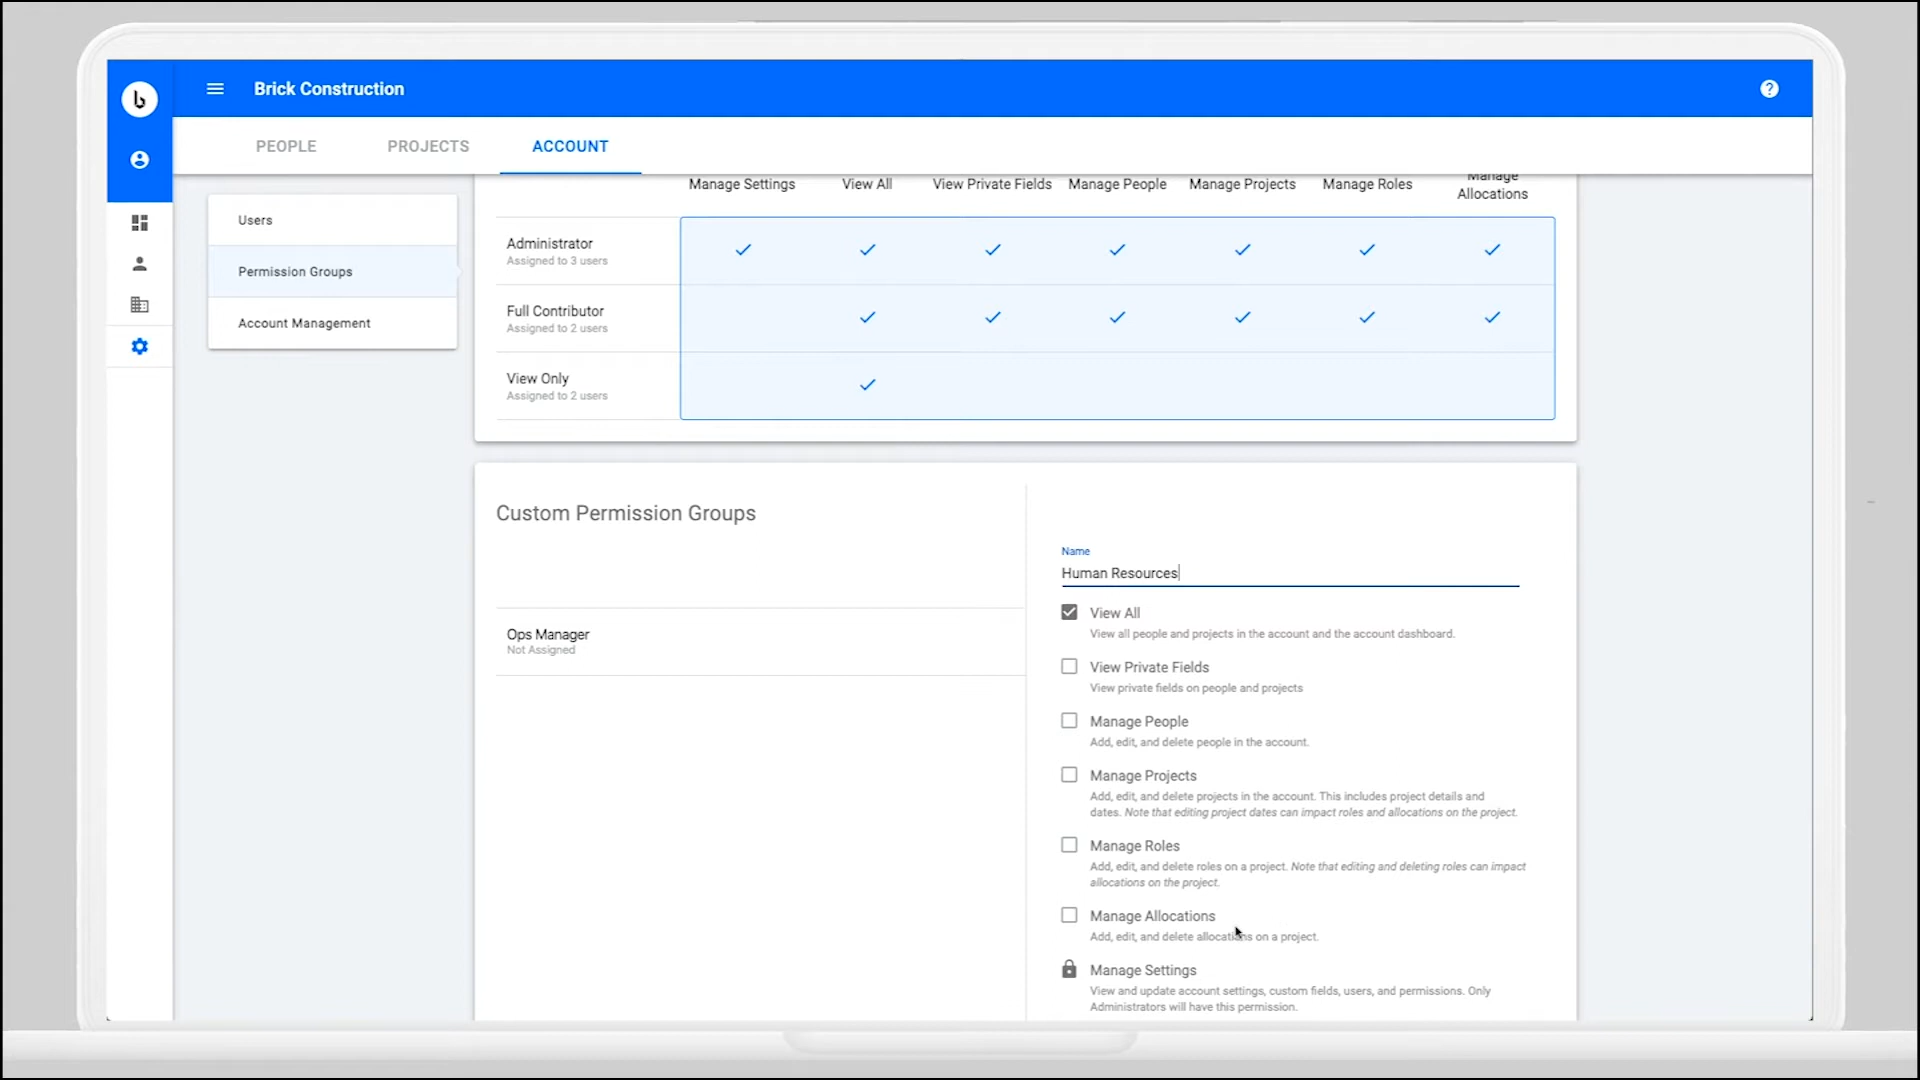 Brick Construction
PEOPLE
PROJECTS
ACCOUNT
Users
Permission Groups
Account Management
Manage Settings
View All
View Private Fields
Manage People
Manage Projects
Manage Roles
Manage
Allocations
Administrator
Assigned to 3 users
Full Contributor
Assigned to 2 users
View Only
Assigned to 2 users
Custom Permission Groups
Ops Manager
Not Assigned
Name
Human Resources
View All
View all people and projects in the account and the account dashboard.
View Private Fields
View private fields on people and projects
Manage People
Add, edit, and delete people in the account.
Manage Projects
Add, edit, and delete projects in the account. This includes project details and
dates. Note that editing project dates can impact roles and allocations on the project.
Manage Roles
Add, edit, and delete roles on a project. Note that editing and deleting roles can impact
allocations on the project.
Manage Allocations
Add, edit, and delete allocations on a project.
Manage Settings
View and update account settings, custom fields, users, and permissions. Only
Administrators will have this permission.